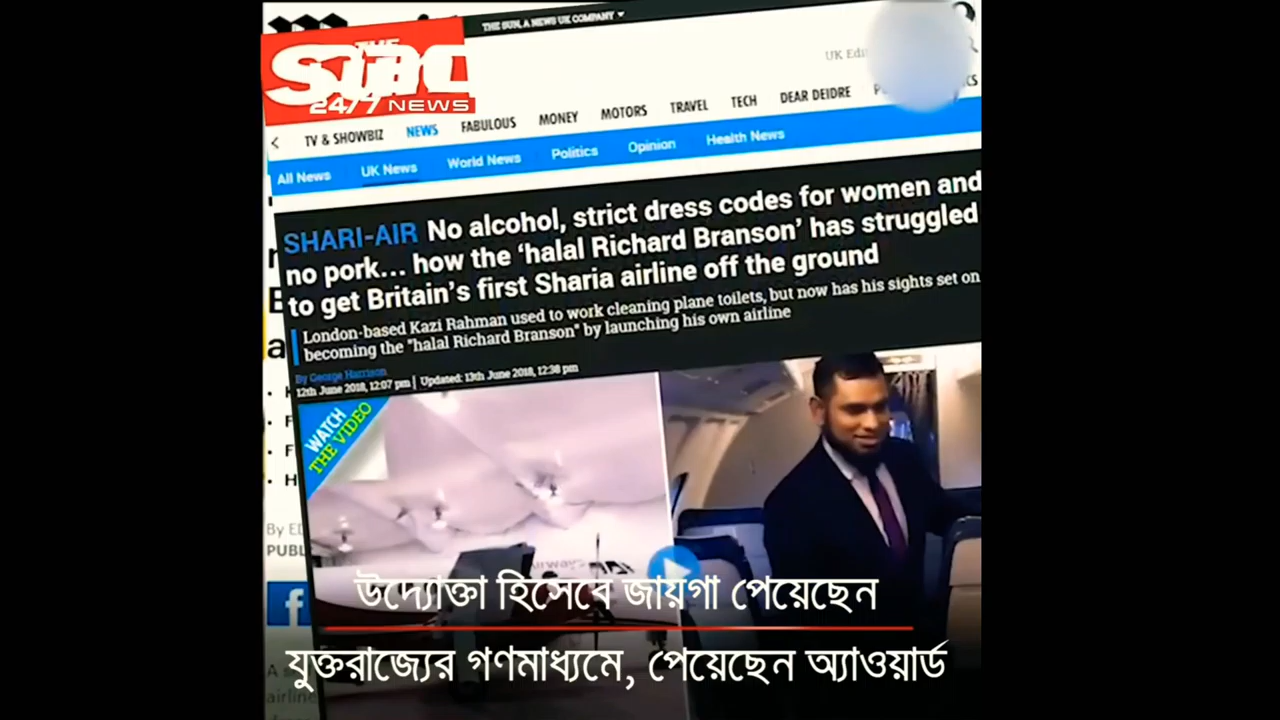 THE SUN, A NEWS UK COMPANY
24/7 NEWS
UK
TV & SHOWBIZ NEWS FABULOUS MONEY MOTORS TRAVEL TECH DEAR DEIDRE
All News UK News World News Politics Opinion Health News
SHARI-AIR No alcohol, strict dress codes for women and
no pork... how the ‘halal Richard Branson’ has struggled
to get Britain’s first Sharia airline off the ground
London-based Kazi Rahman used to work cleaning plane toilets, but now has his sights set on
becoming the "halal Richard Branson" by launching his own airline
By George Harrison
12th June 2018, 12:07 pm | Updated: 13th June 2018, 12:38 pm
WATCH
THE VIDEO
By
উদ্যোক্তা হিসেবে জায়গা পেয়েছেন
যুক্তরাজ্যের গণমাধ্যমে, পেয়েছেন অ্যাওয়ার্ড